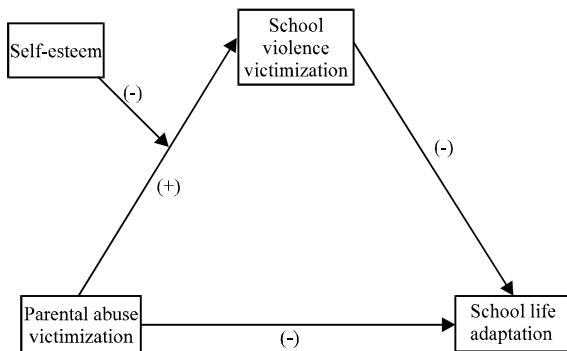 School
violence
victimization
Self-esteem
(-)
(-)
(+)
Parental abuse
victimization
School life
adaptation
(-)